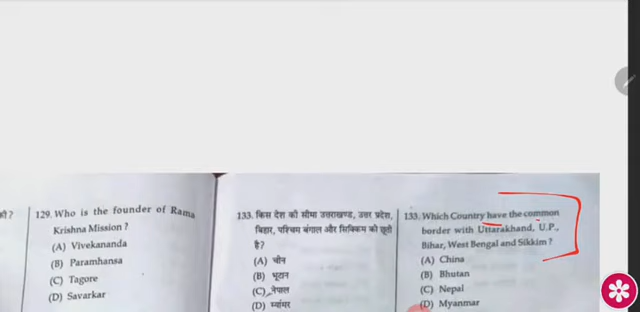 की?
129. Who is the founder of Rama
Krishna Mission ?
(A) Vivekananda
(B) Paramhansa
(C) Tagore
(D) Savarkar
133. किस देश की सीमा उत्तराखण्ड, उत्तर प्रदेश,
बिहार, पश्चिम बंगाल और सिक्किम को छूती
है?
(A) चीन
(B) भूटान
(C) नेपाल
(D) म्यांमार
133. Which Country have the common
border with Uttarakhand, U.P.,
Bihar, West Bengal and Sikkim ?
(A) China
(B) Bhutan
(C) Nepal
(D) Myanmar